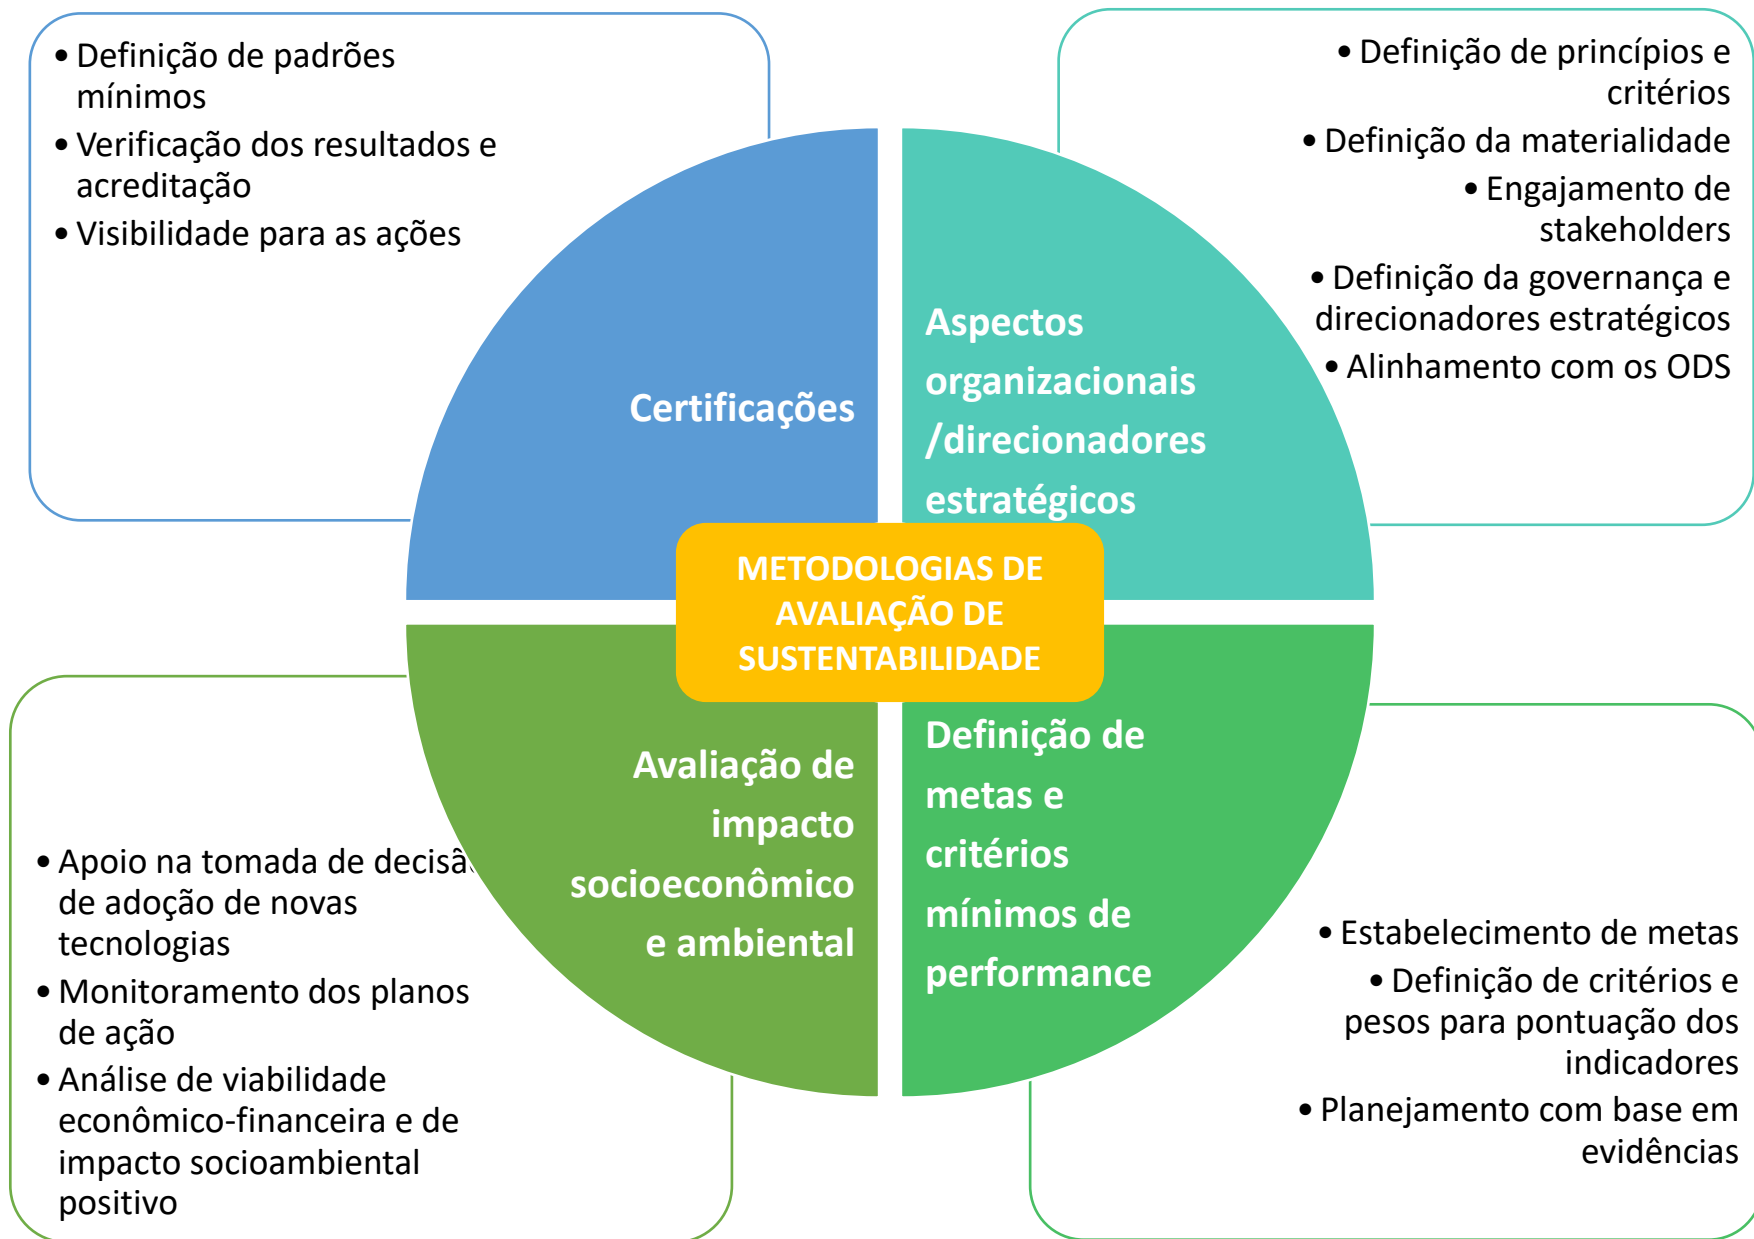 • Definição de padrões
mínimos
• Verificação dos resultados e
acreditação
• Visibilidade para as ações
• Definição de princípios e
critérios
• Definição da materialidade
• Engajamento de
stakeholders
• Definição da governança e
direcionadores estratégicos
• Alinhamento com os ODS
Certificações
Aspectos
organizacionais
/direcionadores
estratégicos
METODOLOGIAS DE
AVALIAÇÃO DE
SUSTENTABILIDADE
Avaliação de
impacto
socioeconômico
e ambiental
Definição de
metas e
critérios
mínimos de
performance
• Apoio na tomada de decisã
de adoção de novas
tecnologias
• Monitoramento dos planos
de ação
• Análise de viabilidade
econômico-financeira e de
impacto socioambiental
positivo
• Estabelecimento de metas
• Definição de critérios e
pesos para pontuação dos
indicadores
• Planejamento com base em
evidências